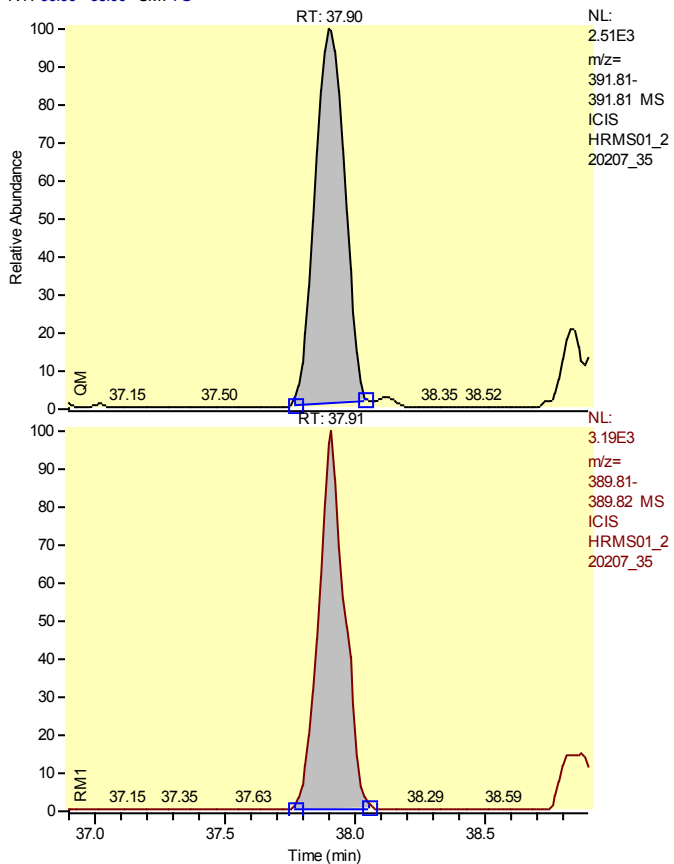 RT: 37.90
NL:
2.51E3
m/z=
391.81-
391.81 MS
ICIS
HRMS01_2
20207_35
100
90
80
70
60
50
40
30
20
10
0
Relative Abundance
QM
37.15 37.50 38.35 38.52
RT: 37.91
NL:
3.19E3
m/z=
389.81-
389.82 MS
ICIS
HRMS01_2
20207_35
100
90
80
70
60
50
40
30
20
10
0
RM1
37.15 37.35 37.63 38.29 38.59
37.0 37.5 38.0 38.5
Time (min)